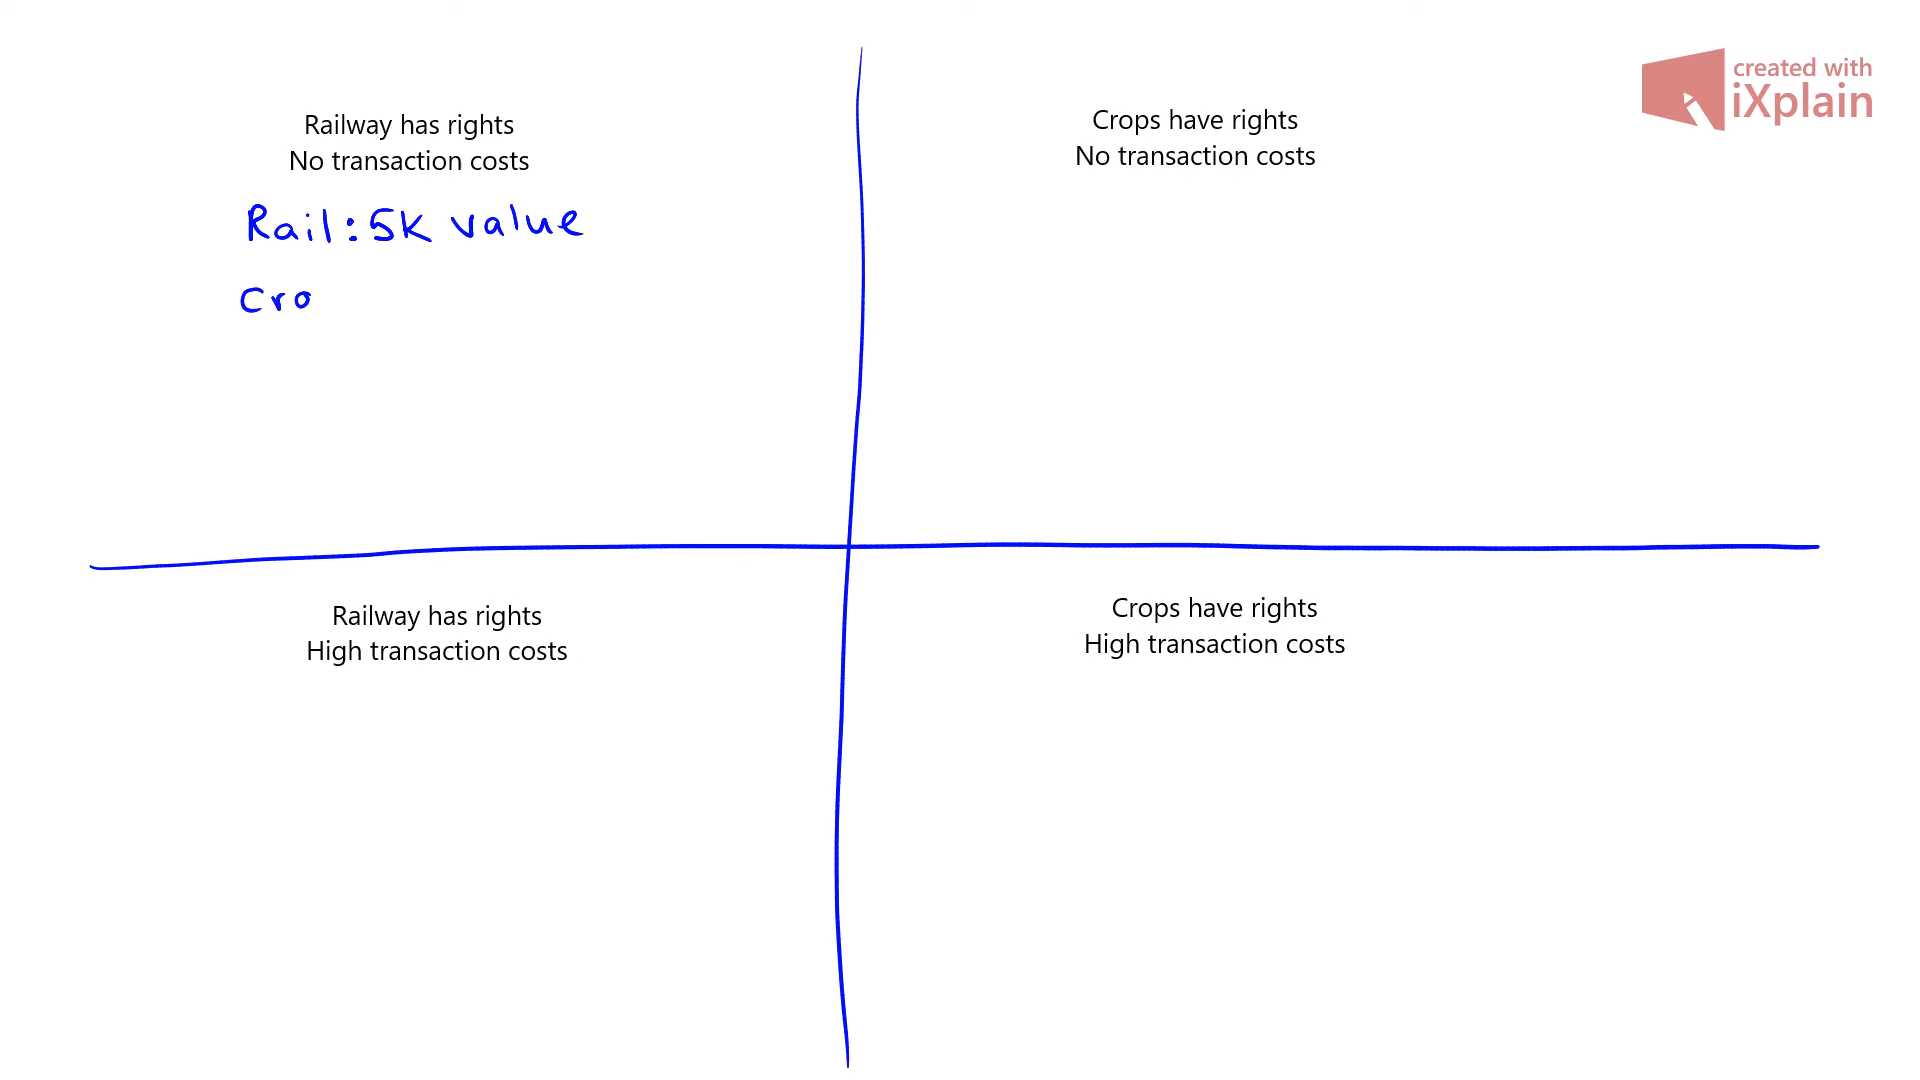 Railway has rights
No transaction costs
Rail: 5K value
Cro
Crops have rights
No transaction costs
created with
iXplain
Railway has rights
High transaction costs
Crops have rights
High transaction costs